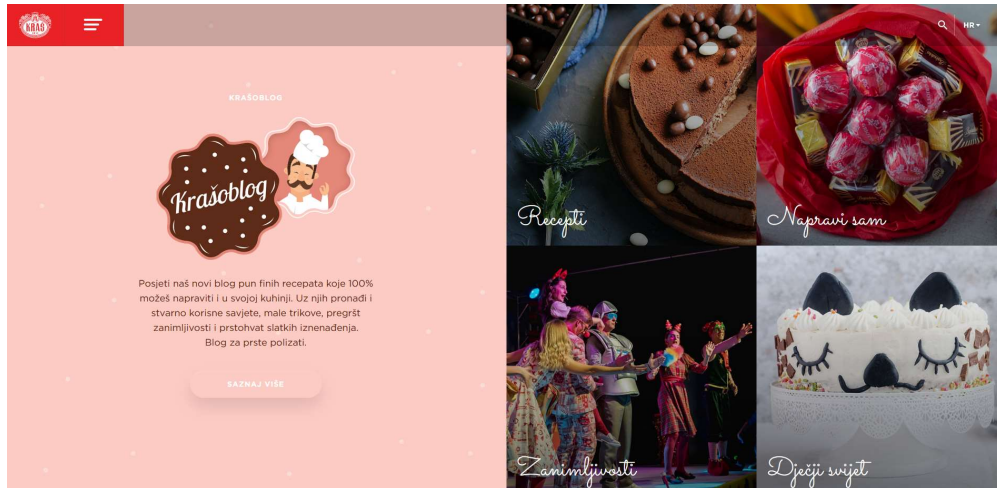 KRAŠ
HR
KRAŠOBLOG
Krašoblog
Posjeti naš novi blog pun finih recepata koje 100%
možeš napraviti i u svojoj kuhinji. Uz njih pronađi i
stvarno korisne savjete, male trikove, pregršt
zanimljivosti i prstohvat slatkih iznenađenja.
Blog za prste polizati.
SAZNAJ VIŠE
Recepti
Napravi sam
Zanimljivosti
Dječji svijet